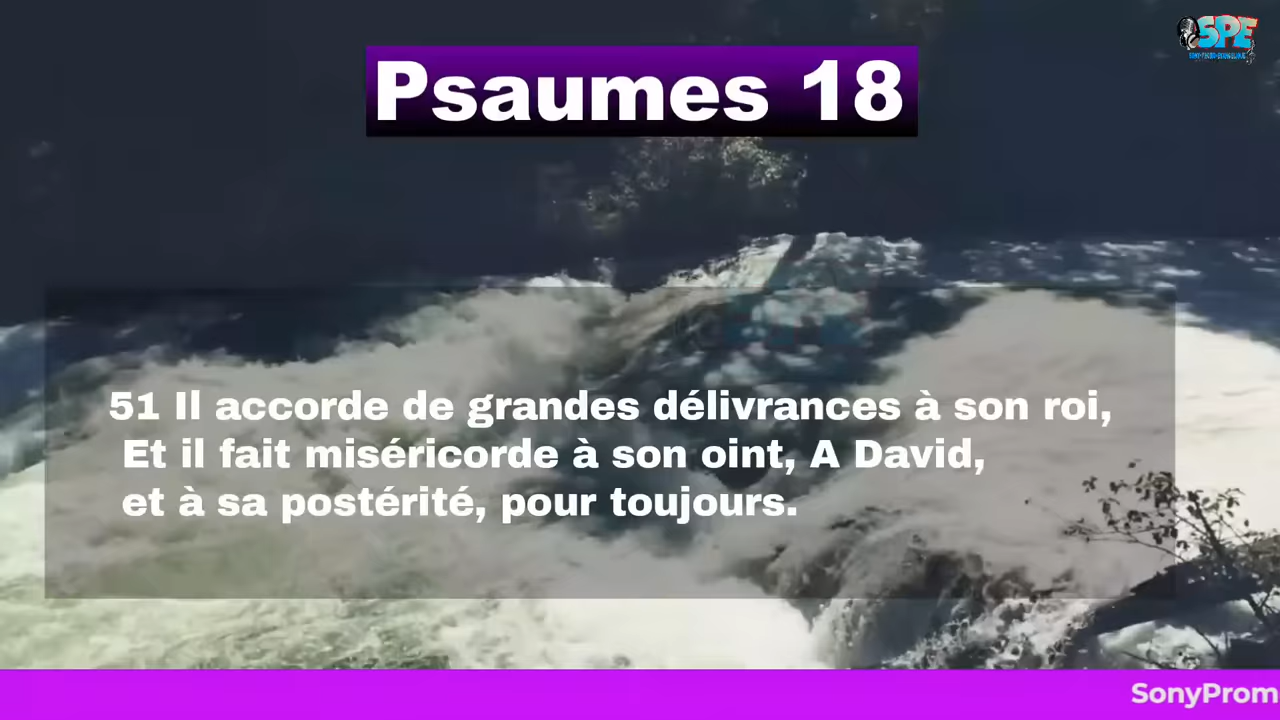 SPE
Psaumes 18
51 Il accorde de grandes délivrances à son roi,
Et il fait miséricorde à son oint, A David,
et à sa postérité, pour toujours.
SonyProm